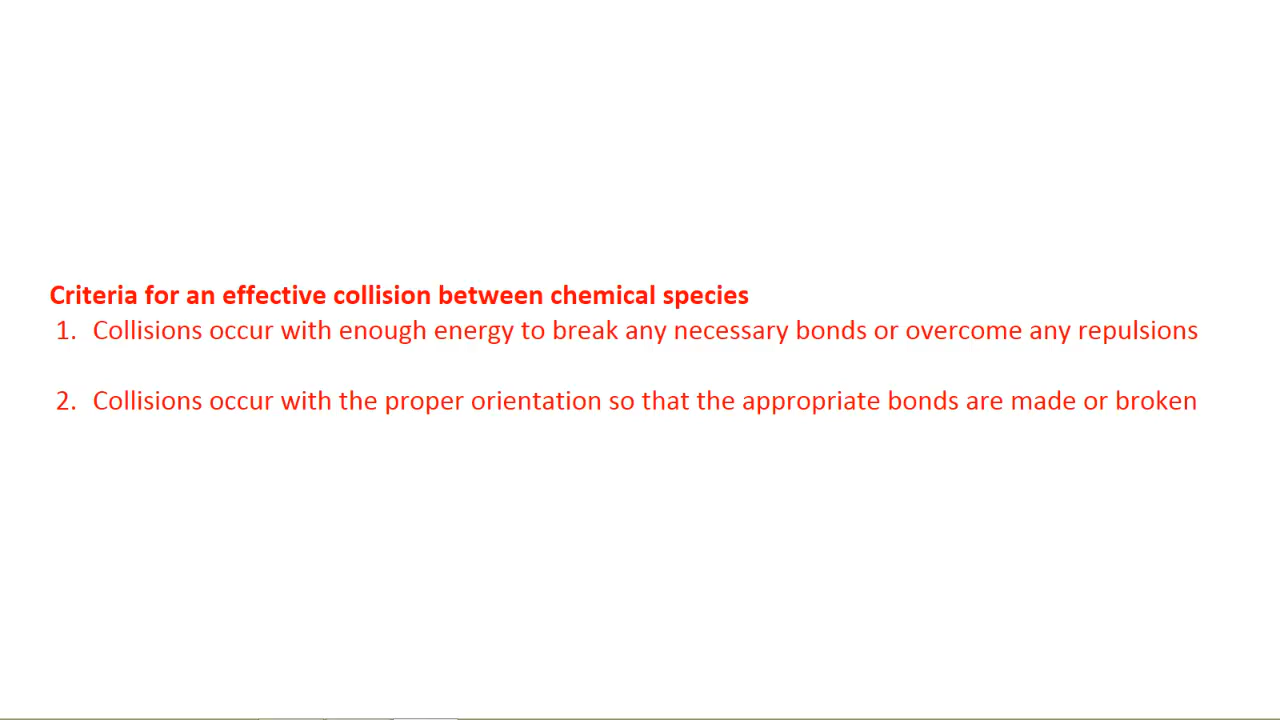 Criteria for an effective collision between chemical species
1. Collisions occur with enough energy to break any necessary bonds or overcome any repulsions
2. Collisions occur with the proper orientation so that the appropriate bonds are made or broken